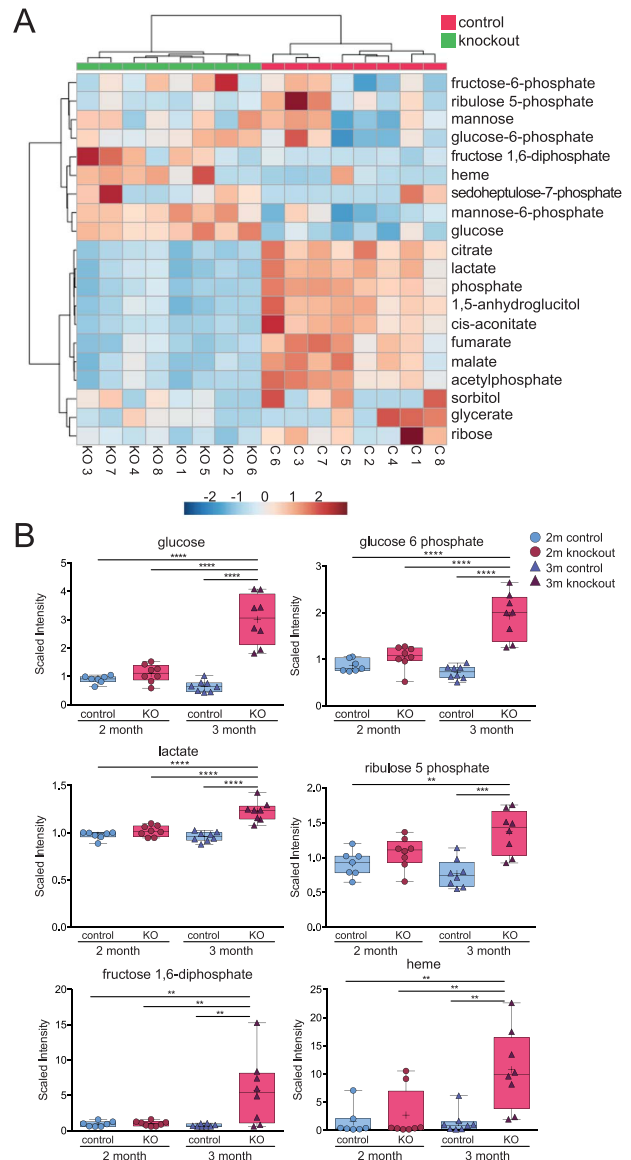 A
control
knockout
fructose-6-phosphate
ribulose 5-phosphate
mannose
glucose-6-phosphate
fructose 1,6-diphosphate
heme
sedoheptulose-7-phosphate
mannose-6-phosphate
glucose
citrate
lactate
phosphate
1,5-anhydroglucitol
cis-aconitate
fumarate
malate
acetylphosphate
sorbitol
glycerate
ribose
KO 3 KO 7 KO 4 KO 8 KO 1 KO 5 KO 2 KO 6 C 6 C 3 C 7 C 5 C 2 C 4 C 1 C 8
-2 -1 0 1 2
B
2m control
2m knockout
3m control
3m knockout
glucose
**** 
****
****
Scaled Intensity
5
4
3
2
1
0
control KO control KO
2 month 3 month
glucose 6 phosphate
****
****
****
Scaled Intensity
3
2
1
0
control KO control KO
2 month 3 month
lactate
****
****
****
Scaled Intensity
1.5
1.0
0.5
0.0
control KO control KO
2 month 3 month
ribulose 5 phosphate
**
***
Scaled Intensity
2.0
1.5
1.0
0.5
0.0
control KO control KO
2 month 3 month
fructose 1,6-diphosphate
**
**
**
Scaled Intensity
20
15
10
5
0
control KO control KO
2 month 3 month
heme
**
**
**
Scaled Intensity
25
20
15
10
5
0
control KO control KO
2 month 3 month